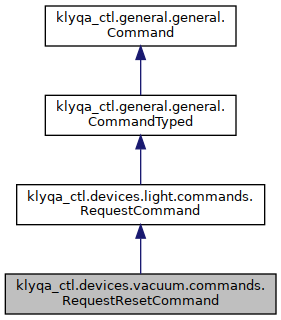 klyqa_ctl.general.general.
Command
klyqa_ctl.general.general.
CommandTyped
klyqa_ctl.devices.light.commands.
RequestCommand
klyqa_ctl.devices.vacuum.commands.
RequestResetCommand